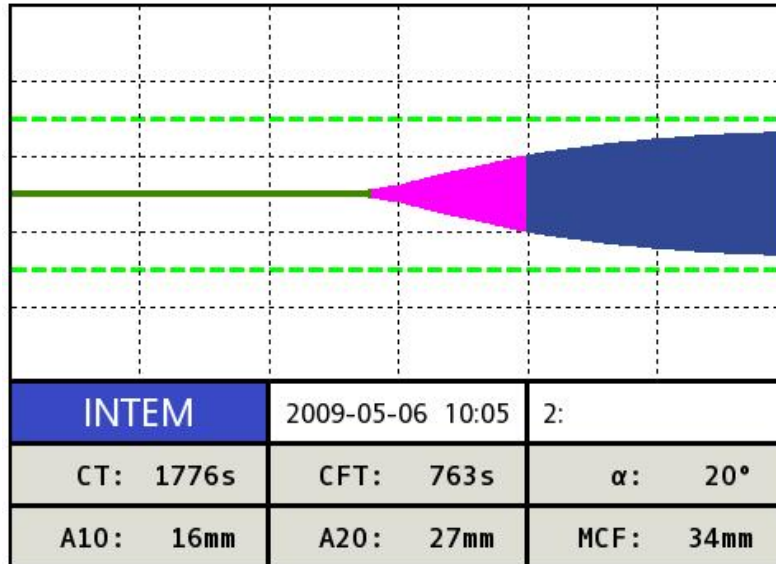 INTEM 2009-05-06 10:05 2:
CT: 1776s CFT: 763s α: 20°
A10: 16mm A20: 27mm MCF: 34mm